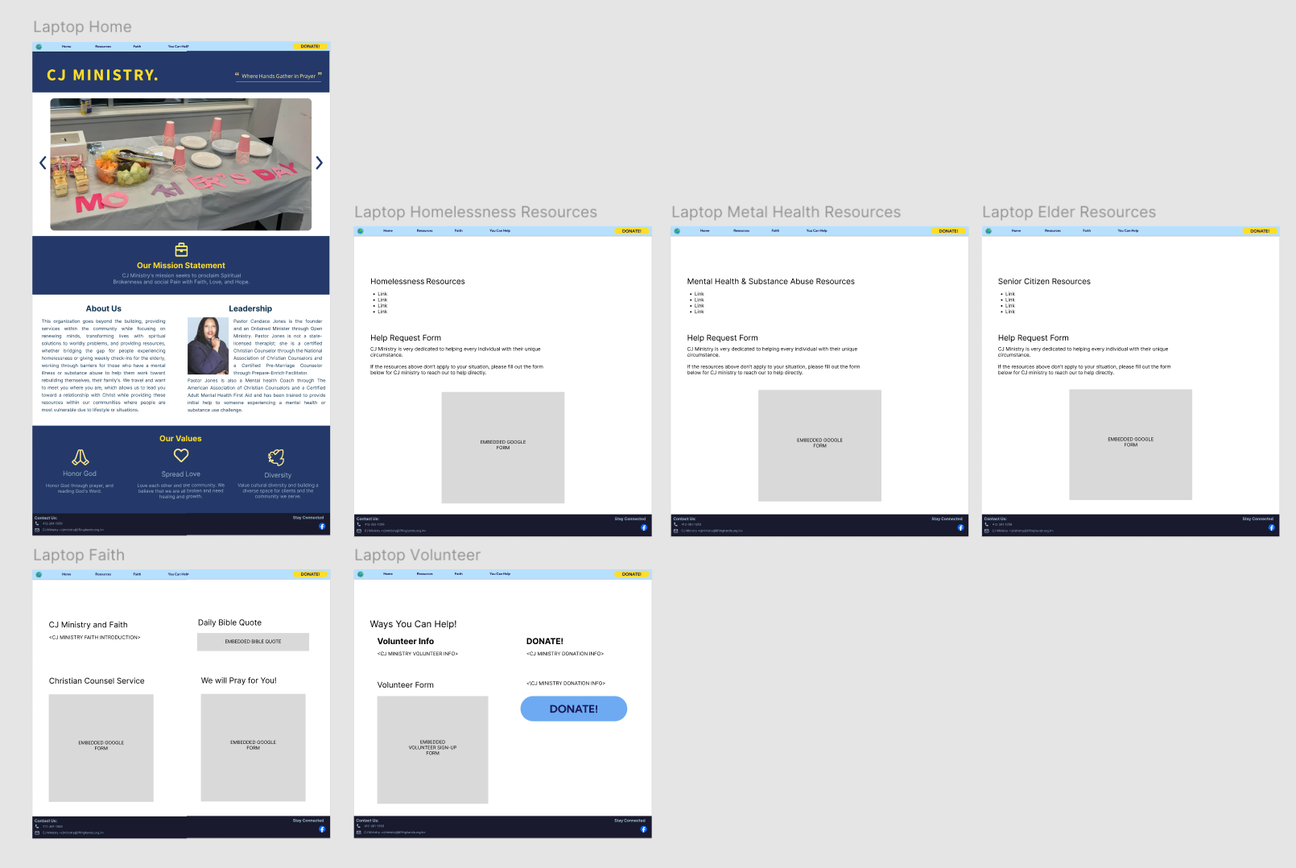 Laptop Home
Home Resources Faith You Can Help DONATE!
CJ MINISTRY.
“ Where Hands Gather in Prayer ”
MOTHER'S DAY
Our Mission Statement
CJ Ministry's mission seeks to proclaim Spiritual
Brokenness and social Pain with Faith, Love, and Hope.
About Us
This organization goes beyond the building, providing
services within the community while focusing on
renewing minds, transforming lives with spiritual
solutions to worldly problems, and providing resources,
whether bridging the gap for people experiencing
homelessness or giving weekly check-ins for the elderly,
working through barriers for those who have a mental
illness or substance abuse to help them work toward
rebuilding themselves, their family's. We travel and want
to meet you where you are, which allows us to lead you
toward a relationship with Christ while providing these
resources within our communities where people are
most vulnerable due to lifestyle or situations.
Leadership
Pastor Candace Jones is the founder
and an Ordained Minister through Open
Ministry. Pastor Jones is not a state-
licensed therapist; she is a certified
Christian Counselor through the National
Association of Christian Counselors and
a Certified Pre-Marriage Counselor
through Prepare-Enrich Facilitator.
Pastor Jones is also a Mental health Coach through The
American Association of Christian Counselors and a Certified
Adult Mental Health First Aid and has been trained to provide
initial help to someone experiencing a mental health or
substance use challenge.
Our Values
Honor God
Honor God through prayer, and
reading God's Word.
Spread Love
Love each other and the community. We
believe that we are all broken and need
healing and growth.
Diversity
Value cultural diversity and building a
diverse space for clients and the
community we serve.
Contact Us:
Stay Connected
Laptop Homelessness Resources
Home Resources Faith You Can Help DONATE!
Homelessness Resources
• Link
• Link
• Link
• Link
Help Request Form
CJ Ministry is very dedicated to helping every individual with their unique
circumstance.
If the resources above don't apply to your situation, please fill out the form
below for CJ ministry to reach our to help directly.
EMBEDDED GOOGLE
FORM
Contact Us:
Stay Connected
Laptop Metal Health Resources
Home Resources Faith You Can Help DONATE!
Mental Health & Substance Abuse Resources
• Link
• Link
• Link
• Link
Help Request Form
CJ Ministry is very dedicated to helping every individual with their unique
circumstance.
If the resources above don't apply to your situation, please fill out the form
below for CJ ministry to reach our to help directly.
EMBEDDED GOOGLE
FORM
Contact Us:
Stay Connected
Laptop Elder Resources
Home Resources Faith You Can Help DONATE!
Senior Citizen Resources
• Link
• Link
• Link
• Link
Help Request Form
CJ Ministry is very dedicated to helping every individual with their unique
circumstance.
If the resources above don't apply to your situation, please fill out the form
below for CJ ministry to reach our to help directly.
EMBEDDED GOOGLE
FORM
Contact Us:
Stay Connected
Laptop Faith
Home Resources Faith You Can Help DONATE!
CJ Ministry and Faith
<CJ MINISTRY FAITH INTRODUCTION>
Daily Bible Quote
EMBEDDED BIBLE QUOTE
Christian Counsel Service
EMBEDDED GOOGLE
FORM
We will Pray for You!
EMBEDDED GOOGLE
FORM
Contact Us:
Stay Connected
Laptop Volunteer
Home Resources Faith You Can Help DONATE!
Ways You Can Help!
Volunteer Info
<CJ MINISTRY VOLUNTEER INFO>
DONATE!
<CJ MINISTRY DONATION INFO>
Volunteer Form
EMBEDDED
VOLUNTEER SIGN-UP
FORM
<\CJ MINISTRY DONATION INFO>
DONATE!
Contact Us:
Stay Connected